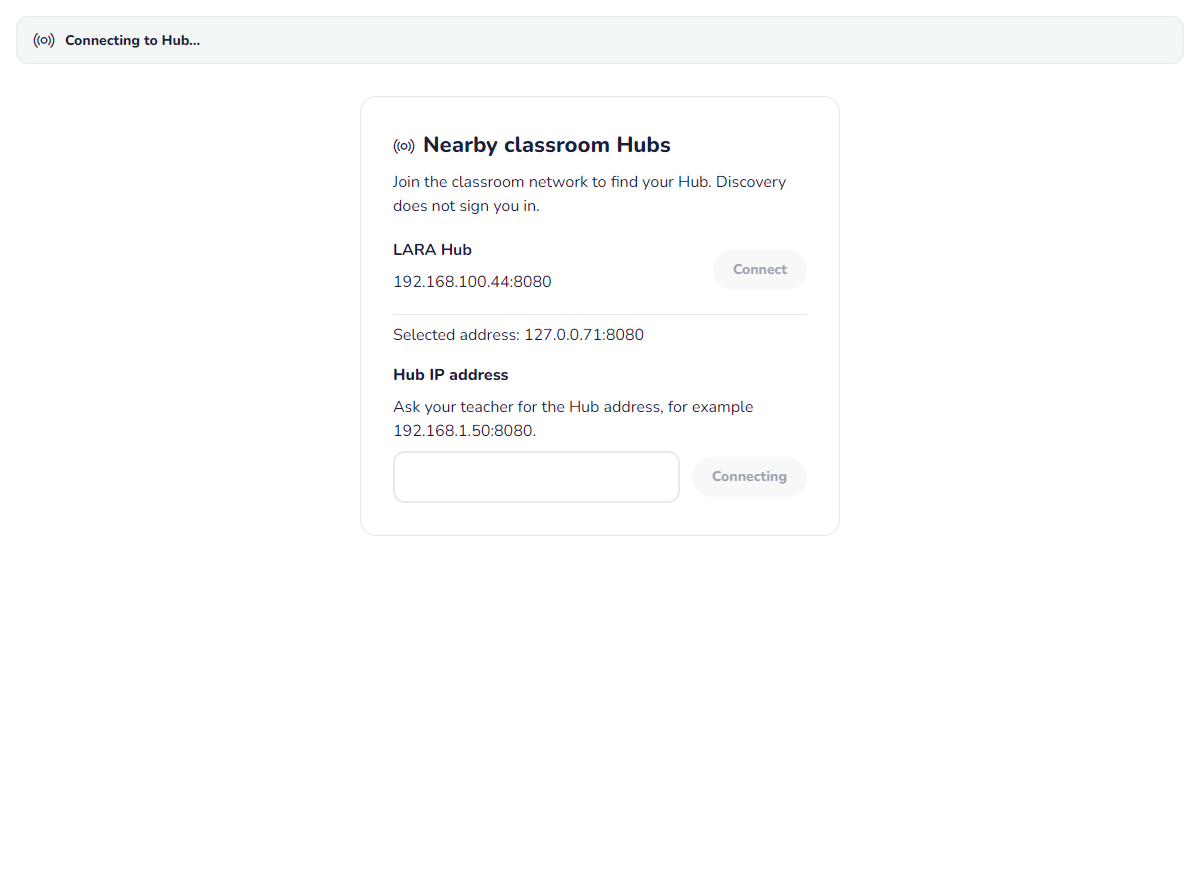 Connecting to Hub...
Nearby classroom Hubs
Join the classroom network to find your Hub. Discovery
does not sign you in.
LARA Hub
192.168.100.44:8080
Connect
Selected address: 127.0.0.71:8080
Hub IP address
Ask your teacher for the Hub address, for example
192.168.1.50:8080.
Connecting